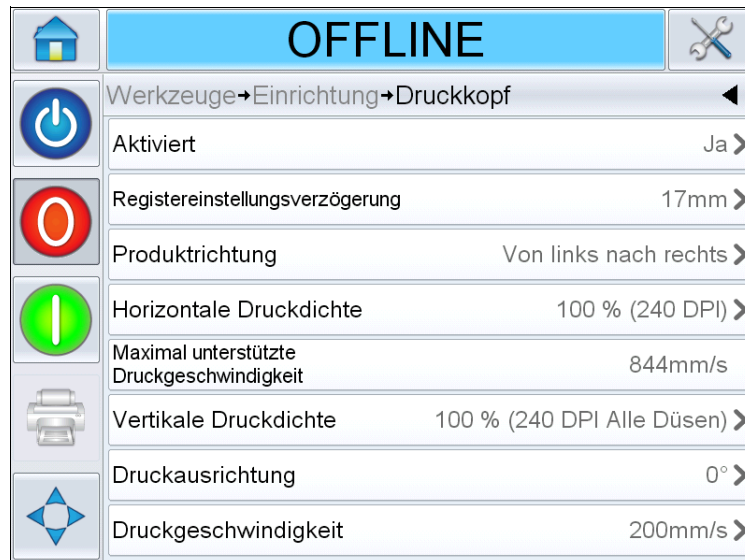 OFFLINE
Werkzeuge→Einrichtung→Druckkopf
Aktiviert Ja
Registereinstellungsverzögerung 17mm
Produktrichtung Von links nach rechts
Horizontale Druckdichte 100 % (240 DPI)
Maximal unterstützte
Druckgeschwindigkeit 844mm/s
Vertikale Druckdichte 100 % (240 DPI Alle Düsen)
Druckausrichtung 0°
Druckgeschwindigkeit 200mm/s